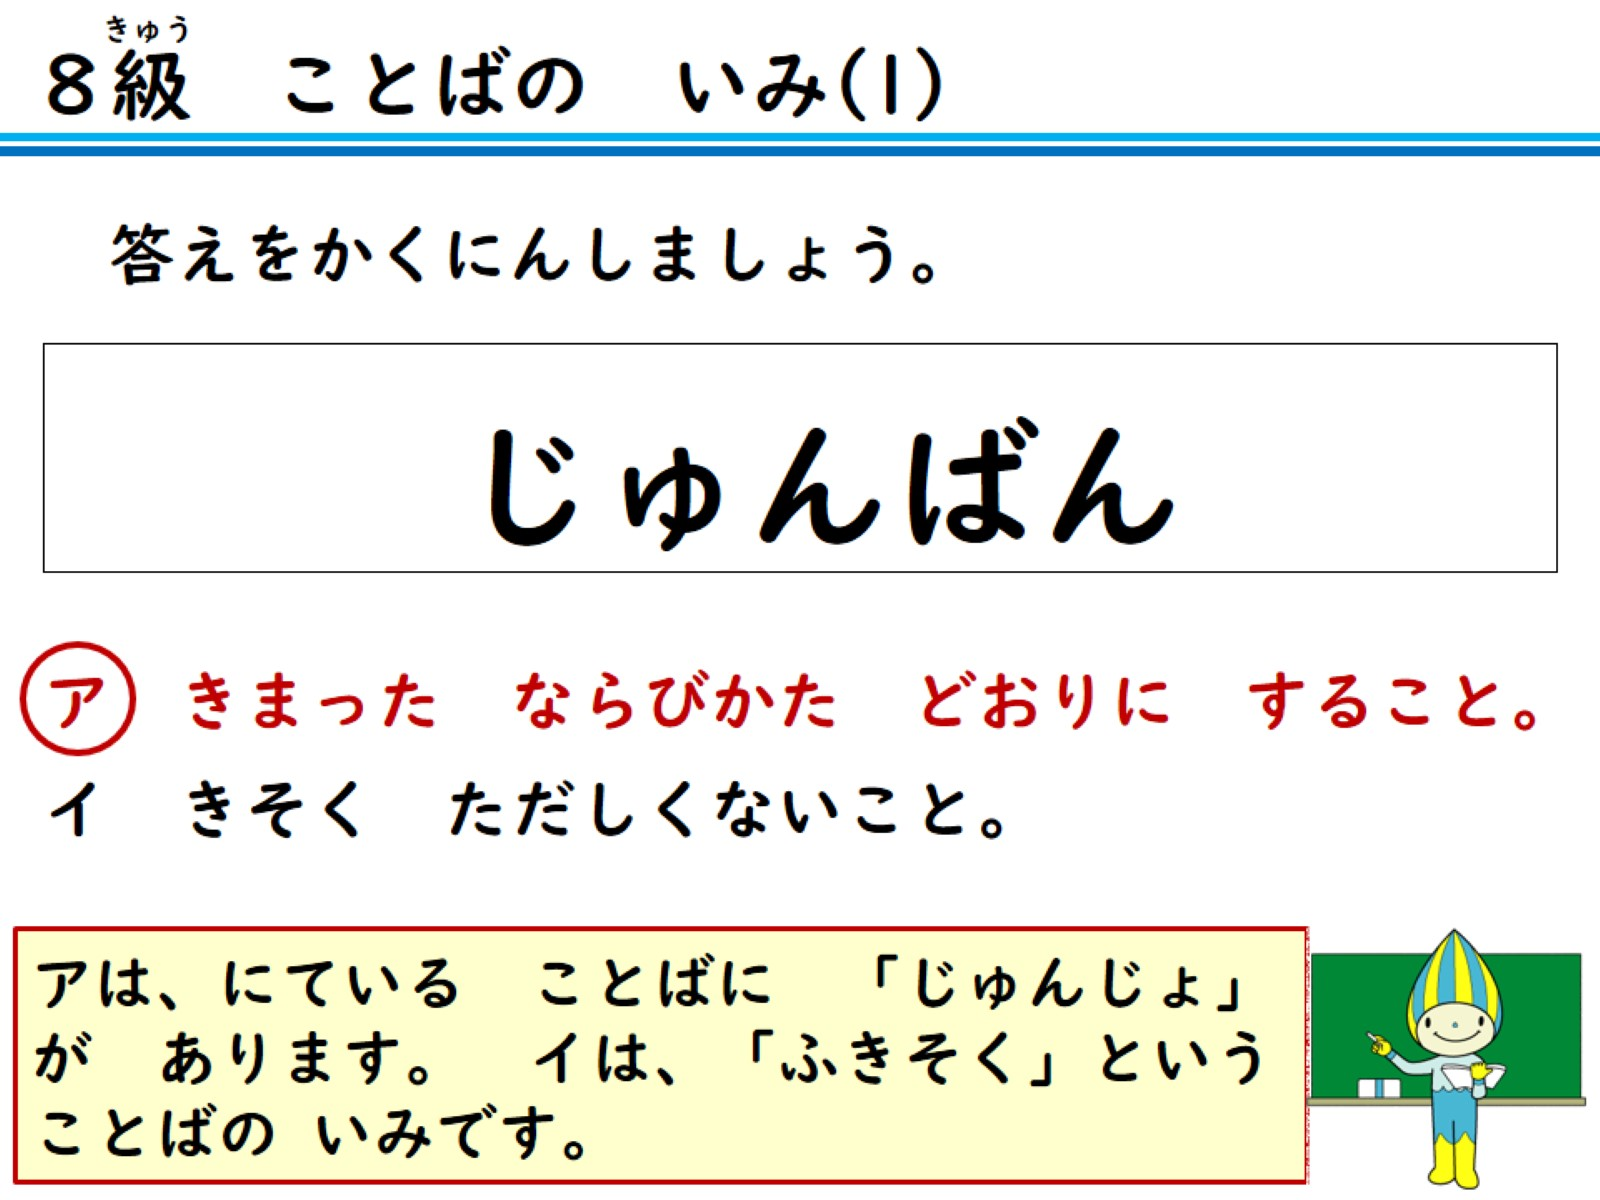 きゅう
８級　ことばの　いみ(１)
答えをかくにんしましょう。
じゅんばん
ア　きまった　ならびかた　どおりに　すること。
イ　きそく　ただしくないこと。
アは、にている　ことばに　「じゅんじょ」
が　あります。　イは、「ふきそく」という
ことばの いみです。